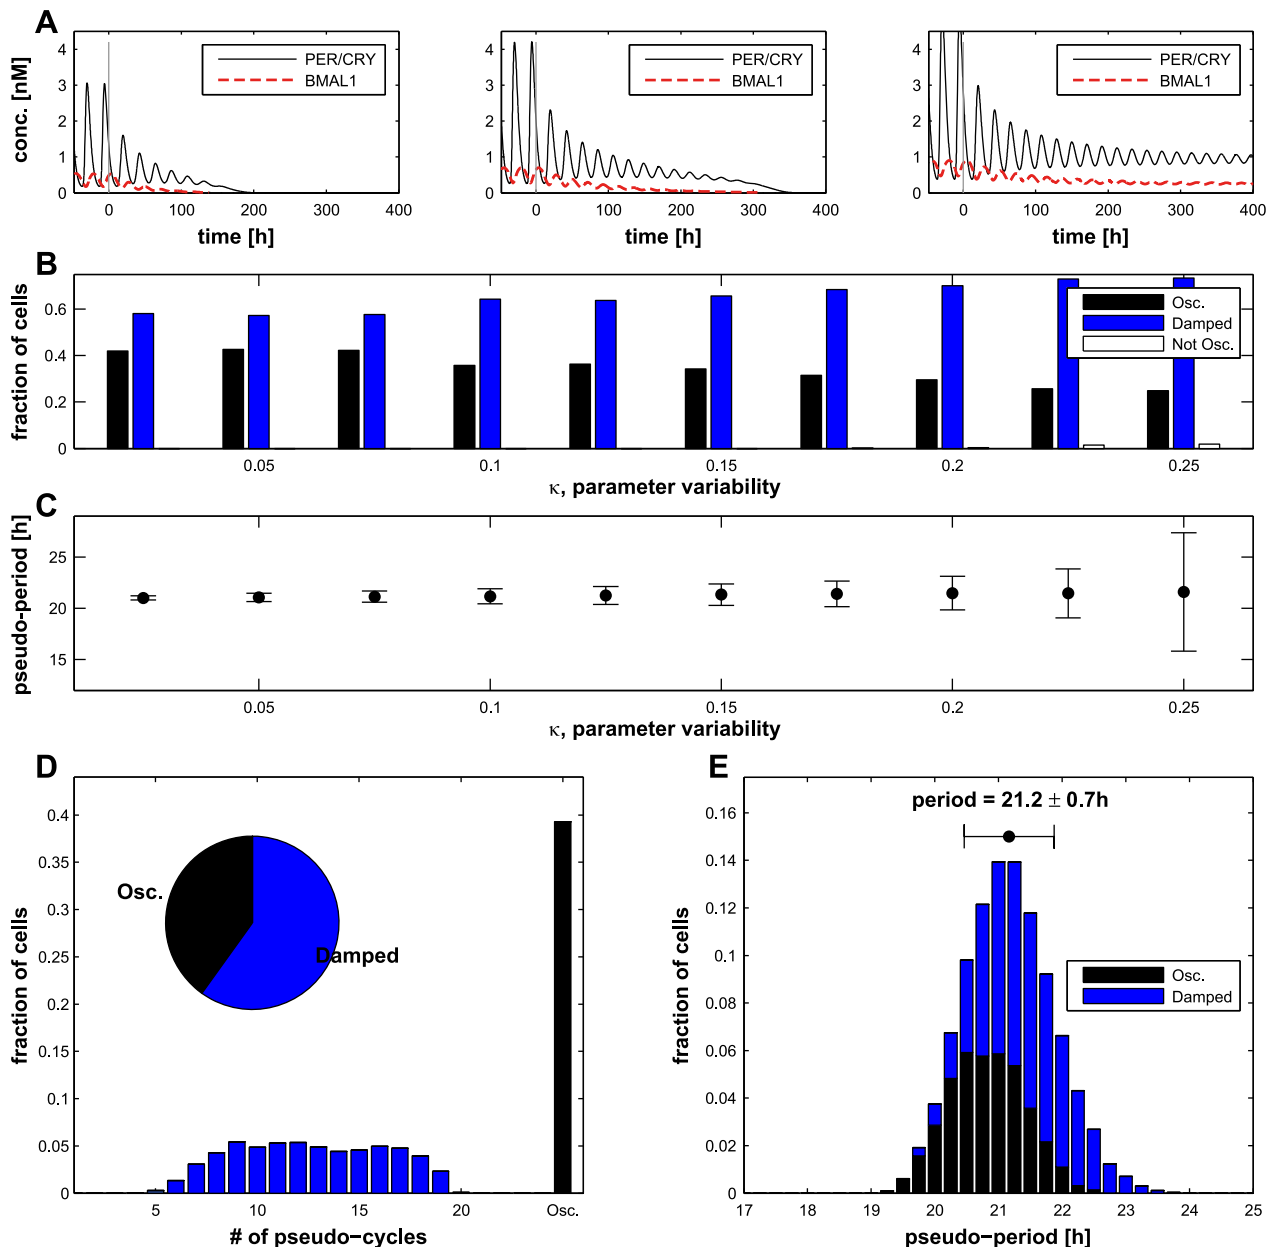 A
conc. [nM]
4
3
2
1
0
0
100
200
300
400
time [h]
PER/CRY
BMAL1
4
3
2
1
0
0
100
200
300
400
time [h]
PER/CRY
BMAL1
4
3
2
1
0
0
100
200
300
400
time [h]
PER/CRY
BMAL1
B
fraction of cells
0.6
0.4
0.2
0
0.05
0.1
0.15
0.2
0.25
κ, parameter variability
Osc.
Damped
Not Osc.
C
pseudo-period [h]
25
20
15
0.05
0.1
0.15
0.2
0.25
κ, parameter variability
D
fraction of cells
0.4
0.35
0.3
0.25
0.2
0.15
0.1
0.05
0
Osc.
Damped
5
10
15
20
Osc.
# of pseudo-cycles
E
fraction of cells
0.16
0.14
0.12
0.1
0.08
0.06
0.04
0.02
0
period = 21.2 ± 0.7h
Osc.
Damped
17
18
19
20
21
22
23
24
25
pseudo-period [h]